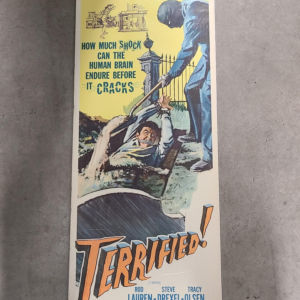 HOW MUCH SHOCK
CAN THE
HUMAN BRAIN
ENDURE BEFORE
IT CRACKS
TERRIFIED!
ROD STEVE TRACY
LAUREN · DREXEL · OLSEN